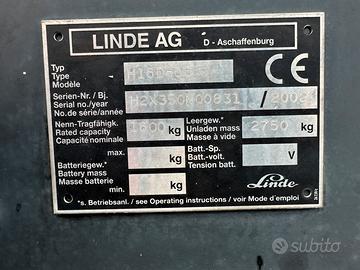 LINDE AG D - Aschaffenburg
Typ
Type
Modèle
H16D-03
CE
Serien-Nr. / Bj.
Serial no./year
No. de série/année
H2X350N00831 / 2002
Nenn-Tragfähigk.
Rated capacity
Capacité nominale
1600 kg
Leergew.*
Unladen mass
Masse à vide
2750 kg
max. kg
Batteriegew.*
Battery mass
Masse batterie
min. kg
Batt.-Sp.
Batt.-volt.
Tension batt.
V
Linde
*s. Betriebsanl. / see Operating instructions / voir Mode d'emploi
subito